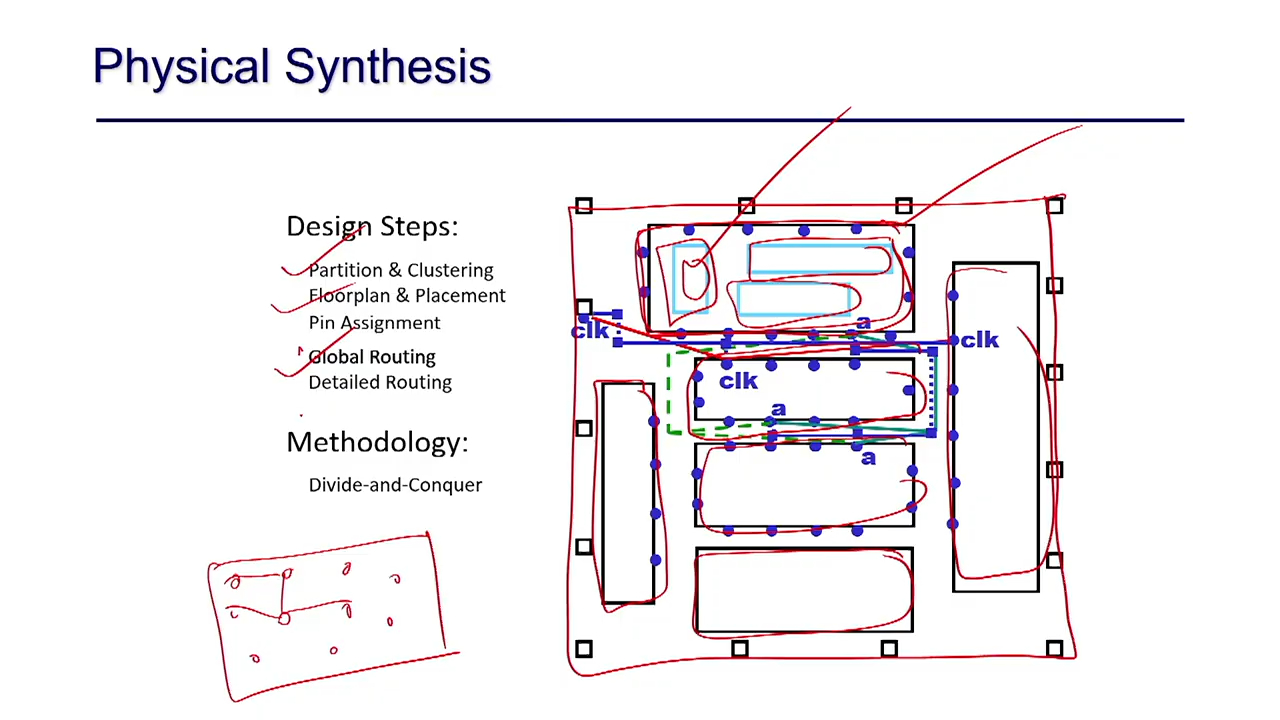 Physical Synthesis
Design Steps:
Partition & Clustering
Floorplan & Placement
Pin Assignment
Global Routing
Detailed Routing
Methodology:
Divide-and-Conquer
a
clk
clk
clk
a
a